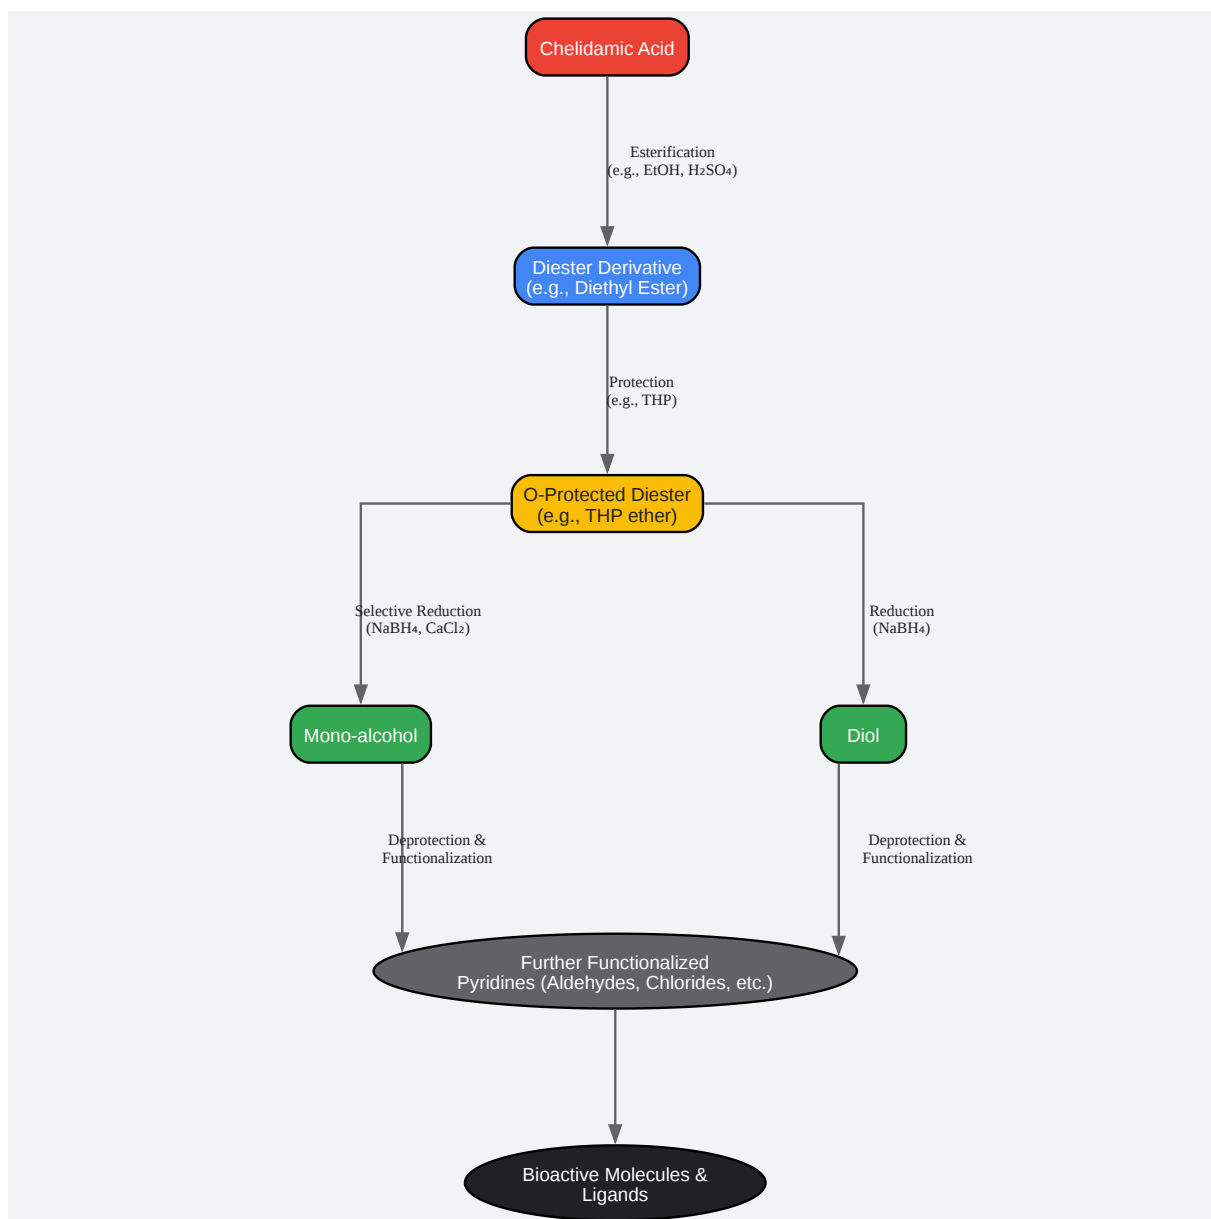 Chelidamic Acid
Esterification
(e.g., EtOH, H₂SO₄)
Diester Derivative
(e.g., Diethyl Ester)
Protection
(e.g., THP)
O-Protected Diester
(e.g., THP ether)
Selective Reduction
(NaBH₄, CaCl₂)
Reduction
(NaBH₄)
Mono-alcohol
Diol
Deprotection &
Functionalization
Deprotection &
Functionalization
Further Functionalized
Pyridines (Aldehydes, Chlorides, etc.)
Bioactive Molecules &
Ligands